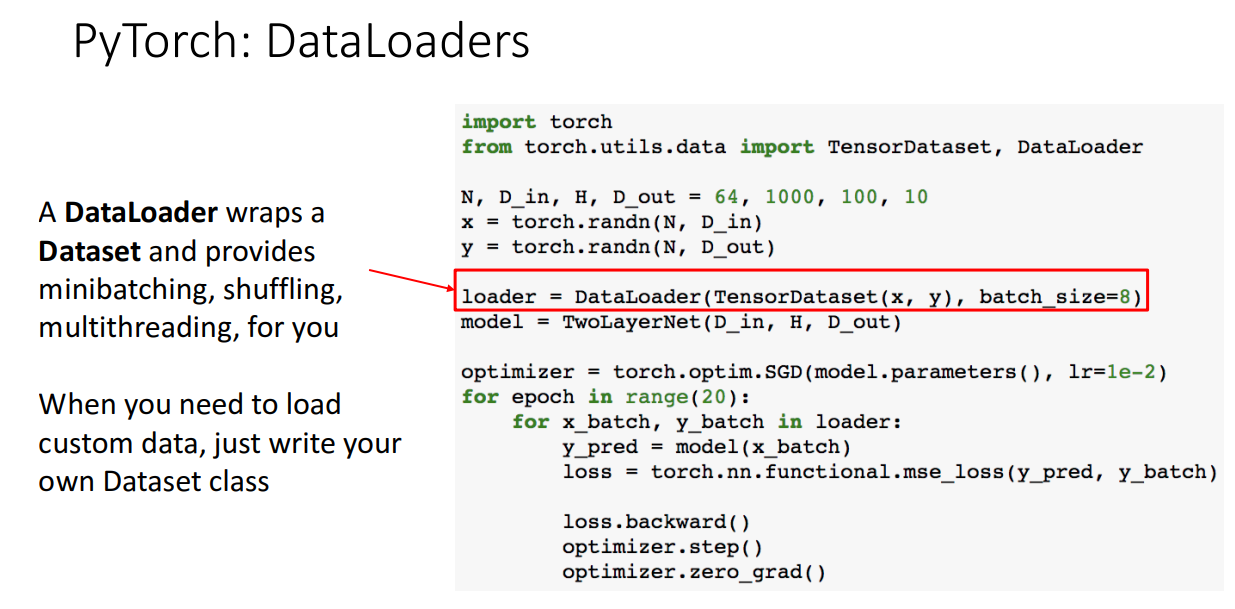 PyTorch: DataLoaders
A DataLoader wraps a
Dataset and provides
minibatching, shuffling,
multithreading, for you
When you need to load
custom data, just write your
own Dataset class
import torch
from torch.utils.data import TensorDataset, DataLoader
N, D_in, H, D_out = 64, 1000, 100, 10
x = torch.randn(N, D_in)
y = torch.randn(N, D_out)
loader = DataLoader(TensorDataset(x, y), batch_size=8)
model = TwoLayerNet(D_in, H, D_out)
optimizer = torch.optim.SGD(model.parameters(), lr=1e-2)
for epoch in range(20):
    for x_batch, y_batch in loader:
        y_pred = model(x_batch)
        loss = torch.nn.functional.mse_loss(y_pred, y_batch)
        loss.backward()
        optimizer.step()
        optimizer.zero_grad()